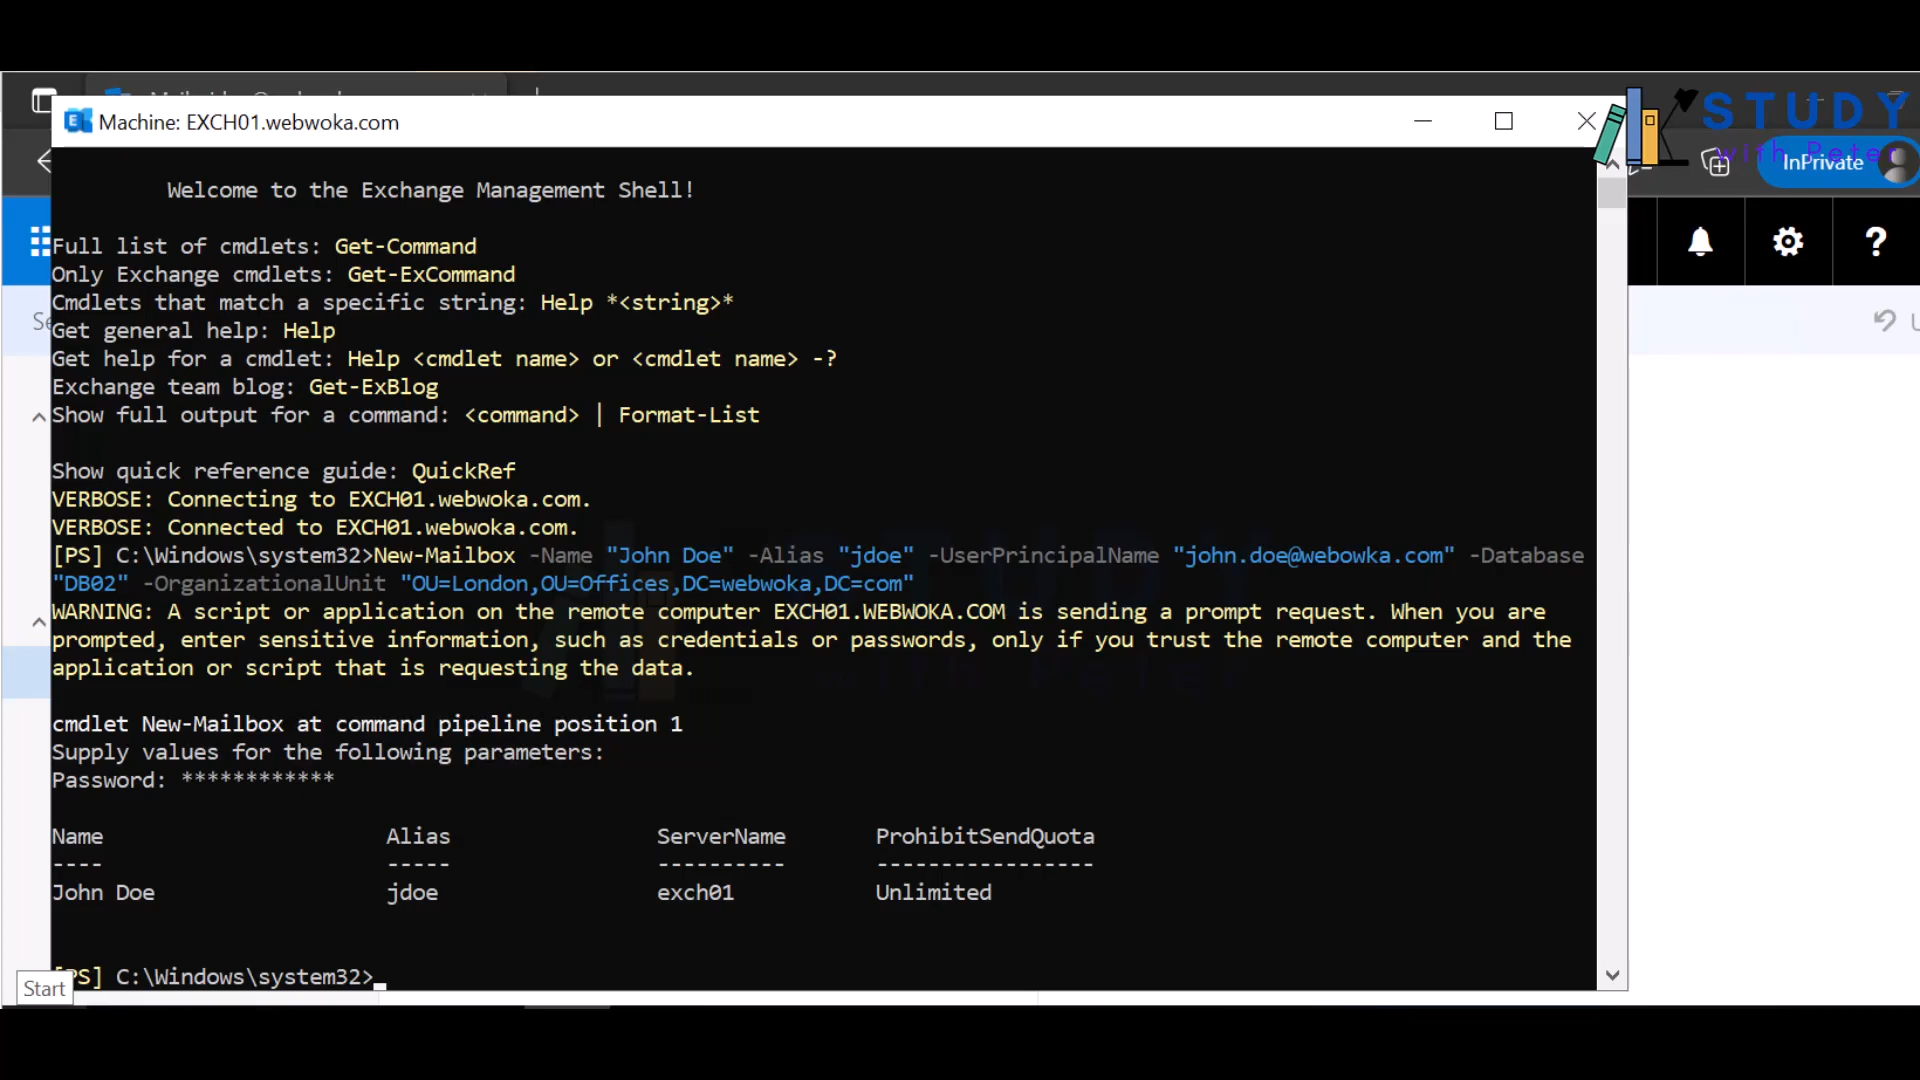 Machine: EXCH01.webwoka.com
STUDY
with Peter
InPrivate
Welcome to the Exchange Management Shell!
Full list of cmdlets: Get-Command
Only Exchange cmdlets: Get-ExCommand
Cmdlets that match a specific string: Help *<string>*
Get general help: Help
Get help for a cmdlet: Help <cmdlet name> or <cmdlet name> -?
Exchange team blog: Get-ExBlog
Show full output for a command: <command> | Format-List
Show quick reference guide: QuickRef
VERBOSE: Connecting to EXCH01.webwoka.com.
VERBOSE: Connected to EXCH01.webwoka.com.
[PS] C:\Windows\system32>New-Mailbox -Name "John Doe" -Alias "jdoe" -UserPrincipalName "john.doe@webowka.com" -Database
"DB02" -OrganizationalUnit "OU=London,OU=Offices,DC=webwoka,DC=com"
WARNING: A script or application on the remote computer EXCH01.WEBWOKA.COM is sending a prompt request. When you are
prompted, enter sensitive information, such as credentials or passwords, only if you trust the remote computer and the
application or script that is requesting the data.
cmdlet New-Mailbox at command pipeline position 1
Supply values for the following parameters:
Password: ************
Name Alias ServerName ProhibitSendQuota
---- ----- ---------- -----------------
John Doe jdoe exch01 Unlimited
[PS] C:\Windows\system32>
Start